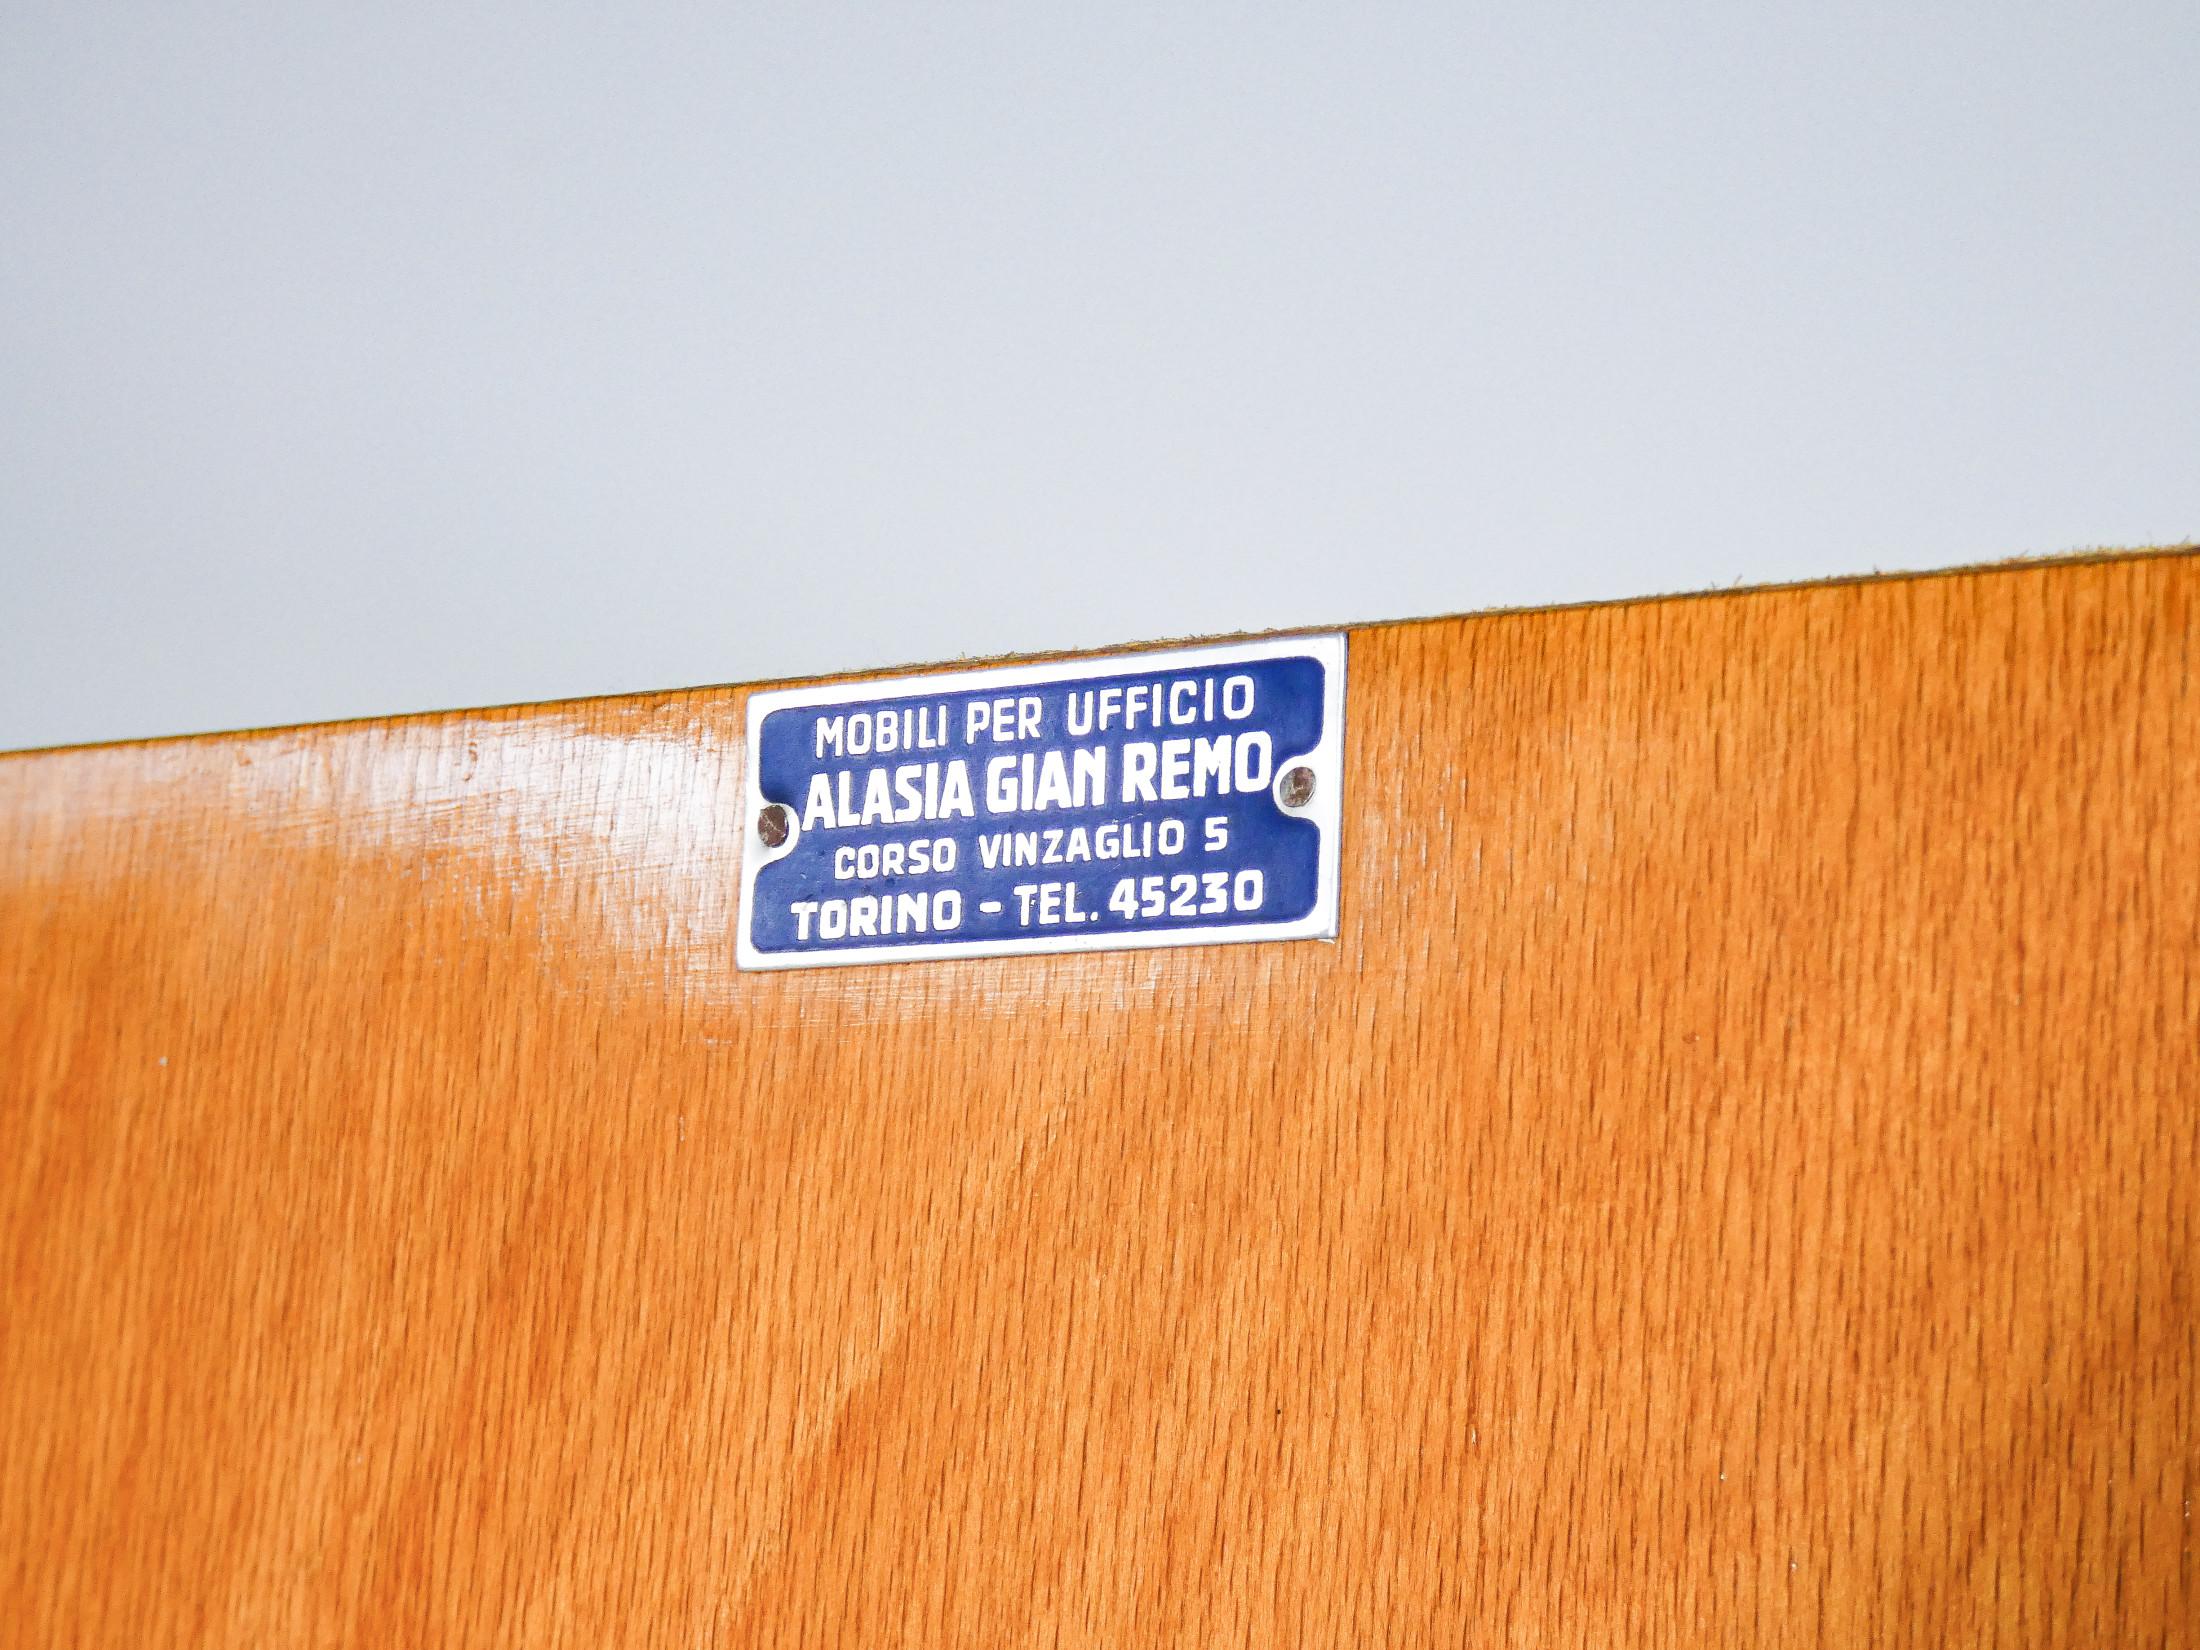 MOBILI PER UFFICIO
ALASIA GIAN REMO
CORSO VINZAGLIO 5
TORINO - TEL. 45230